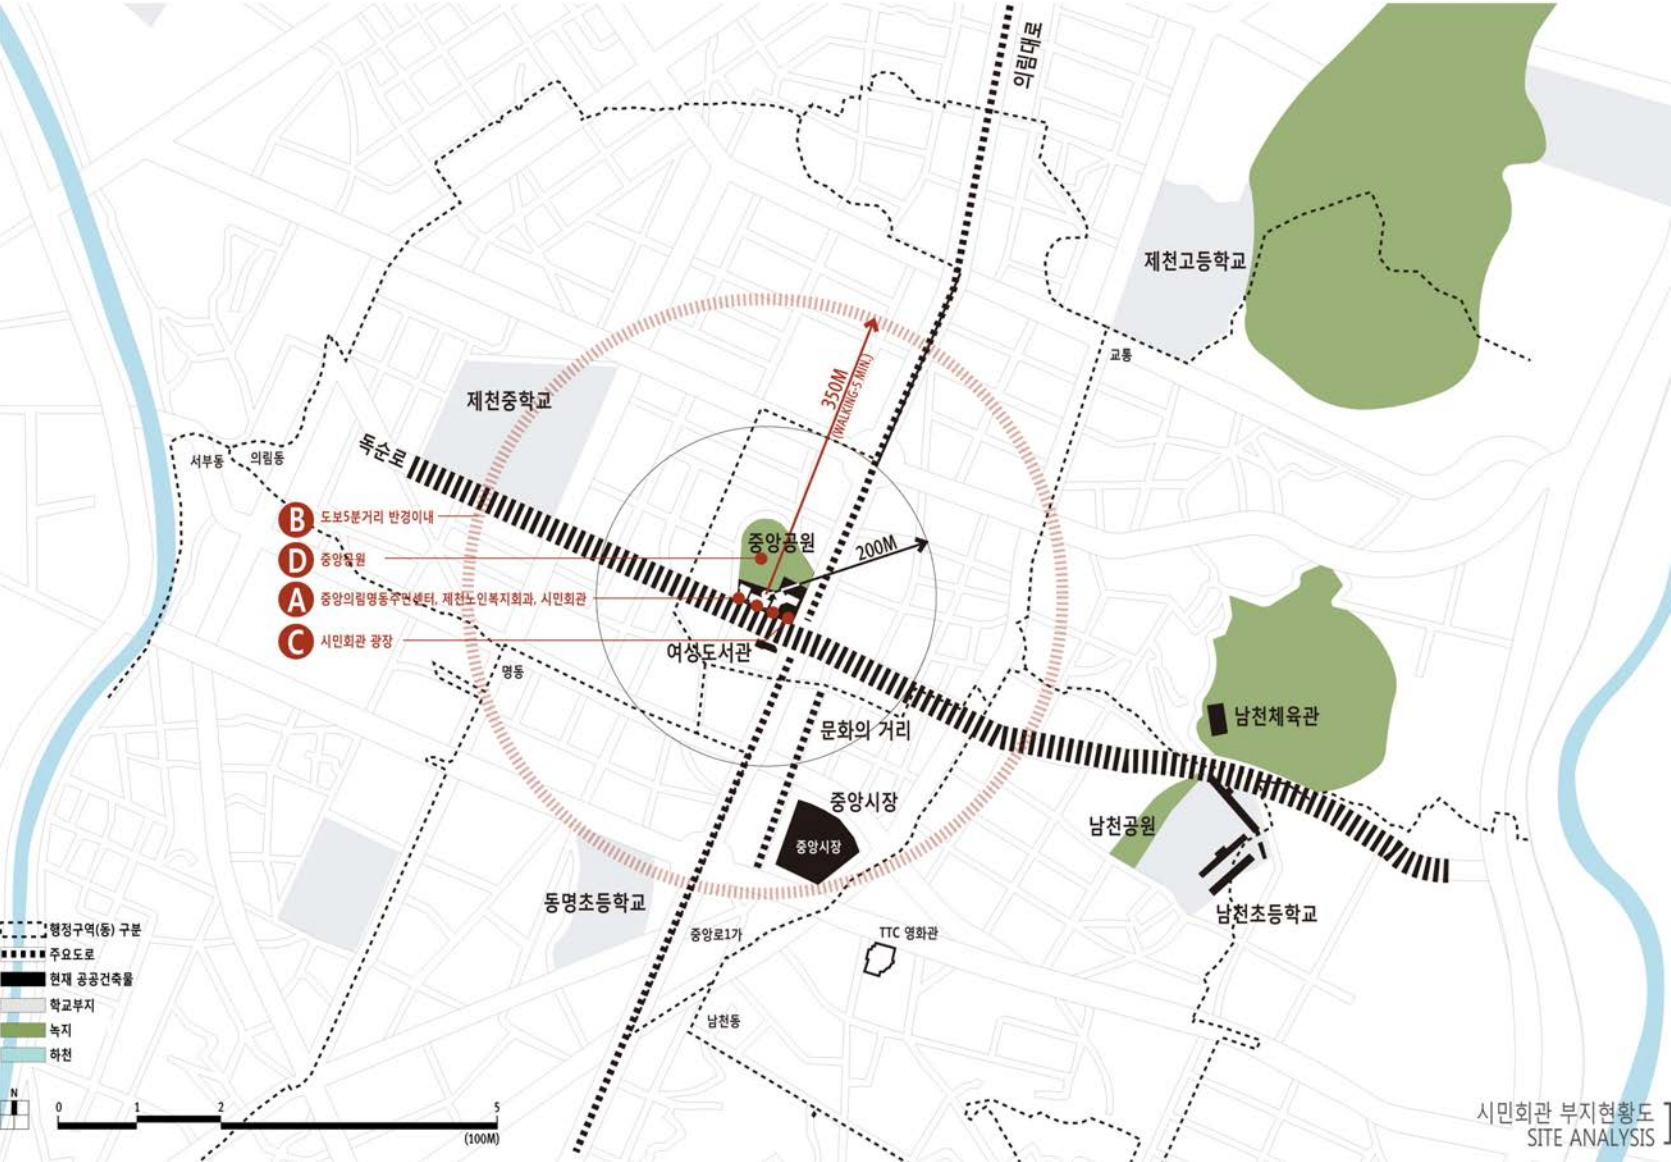 의림대로
제천고등학교
교통
350M
(WALKING-5 MIN.)
제천중학교
독순로
서부동
의림동
B 도보5분거리 반경이내
중앙공원
200M
D 중앙공원
A 중앙의림명동주민센터, 제천노인복지회과, 시민회관
C 시민회관 광장
여성도서관
명동
문화의 거리
남천체육관
중앙시장
중앙시장
남천공원
동명초등학교
남천초등학교
중앙로1가
TTC 영화관
남천동
행정구역(동) 구분
주요도로
현재 공공건축물
학교부지
녹지
하천
N
0 1 2 5
(100M)
시민회관 부지현황도
SITE ANALYSIS